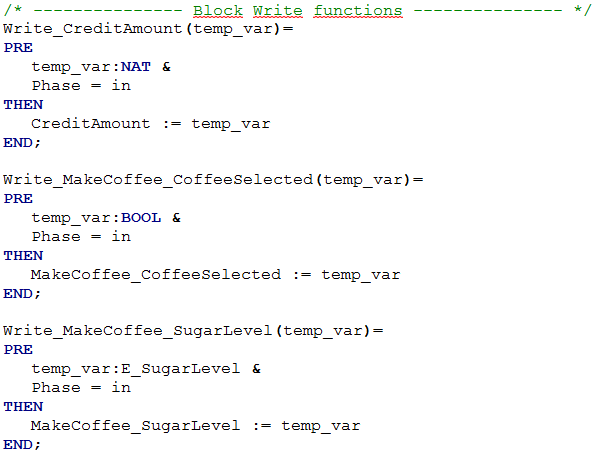 /* --------------- Block Write functions --------------- */
Write_CreditAmount(temp_var)=
PRE
temp_var:NAT &
Phase = in
THEN
CreditAmount := temp_var
END;
Write_MakeCoffee_CoffeeSelected(temp_var)=
PRE
temp_var:BOOL &
Phase = in
THEN
MakeCoffee_CoffeeSelected := temp_var
END;
Write_MakeCoffee_SugarLevel(temp_var)=
PRE
temp_var:E_SugarLevel &
Phase = in
THEN
MakeCoffee_SugarLevel := temp_var
END;